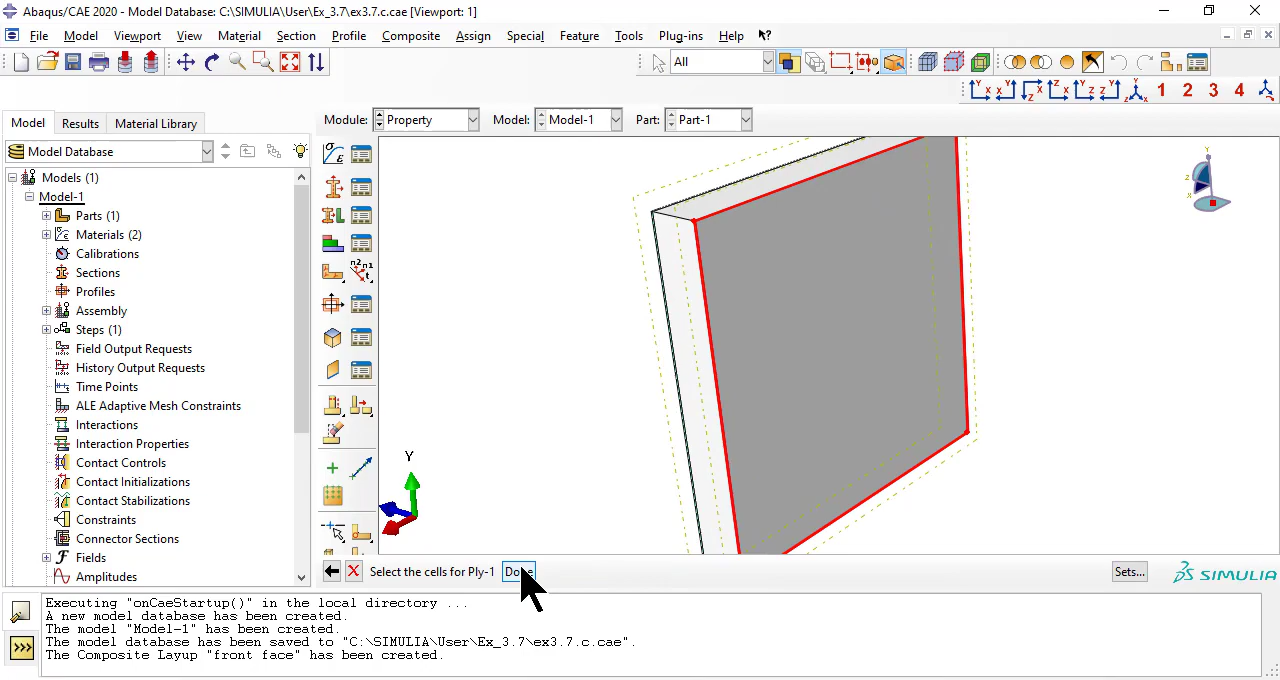 Abaqus/CAE 2020 - Model Database: C:\SIMULIA\User\Ex_3.7\ex3.7.c.cae [Viewport: 1]
File Model Viewport View Material Section Profile Composite Assign Special Feature Tools Plug-ins Help
All
1 2 3 4
Model Results Material Library
Module: Property Model: Model-1 Part: Part-1
Model Database
Models (1)
Model-1
Parts (1)
Materials (2)
Calibrations
Sections
Profiles
Assembly
Steps (1)
Field Output Requests
History Output Requests
Time Points
ALE Adaptive Mesh Constraints
Interactions
Interaction Properties
Contact Controls
Contact Initializations
Contact Stabilizations
Constraints
Connector Sections
Fields
Amplitudes
Y
Y
Z
X
Select the cells for Ply-1
Sets...
SIMULIA
Executing "onCaeStartup()" in the local directory ...
A new model database has been created.
The model "Model-1" has been created.
The model database has been saved to "C:\SIMULIA\User\Ex_3.7\ex3.7.c.cae".
The Composite Layup "front face" has been created.